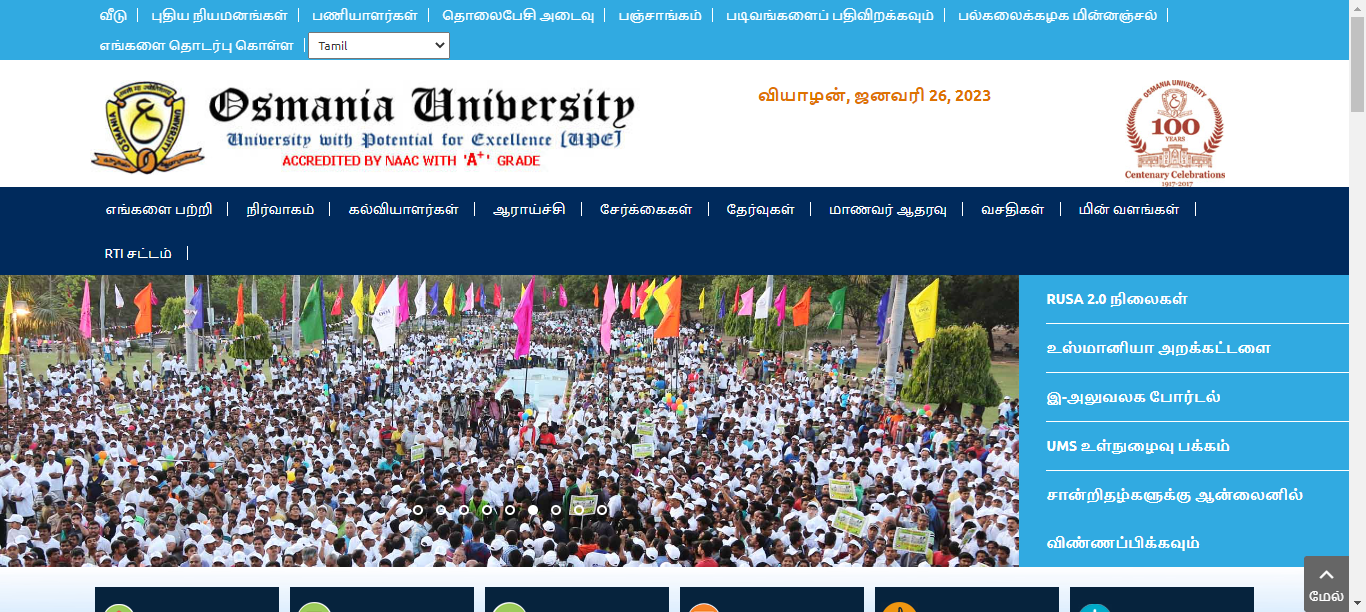 வீடு புதிய நியமனங்கள் பணியாளர்கள் தொலைபேசி அடைவு பஞ்சாங்கம் படிவங்களைப் பதிவிறக்கவும் பல்கலைக்கழக மின்னஞ்சல்
எங்களை தொடர்பு கொள்ள Tamil
Osmania University
University with Potential for Excellence [UPE]
ACCREDITED BY NAAC WITH 'A+' GRADE
வியாழன், ஜனவரி 26, 2023
OSMANIA UNIVERSITY
100
YEARS
Centenary Celebrations
1917-2017
எங்களை பற்றி நிர்வாகம் கல்வியாளர்கள் ஆராய்ச்சி சேர்க்கைகள் தேர்வுகள் மாணவர் ஆதரவு வசதிகள் மின் வளங்கள்
RTI சட்டம்
RUSA 2.0 நிலைகள்
உஸ்மானியா அறக்கட்டளை
இ-அலுவலக போர்டல்
UMS உள்நுழைவு பக்கம்
சான்றிதழ்களுக்கு ஆன்லைனில்
விண்ணப்பிக்கவும்
மேல்